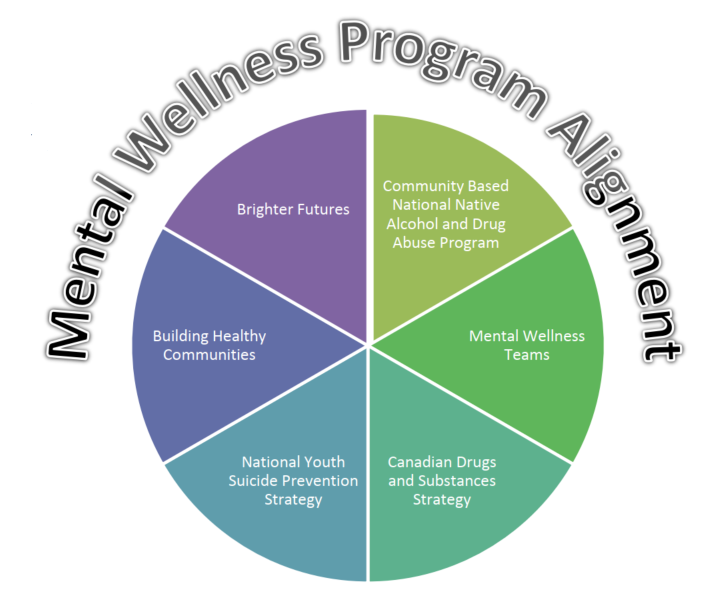 Mental Wellness Program Alignment
Brighter Futures
Community Based
National Native
Alcohol and Drug
Abuse Program
Building Healthy
Communities
Mental Wellness
Teams
National Youth
Suicide Prevention
Strategy
Canadian Drugs
and Substances
Strategy